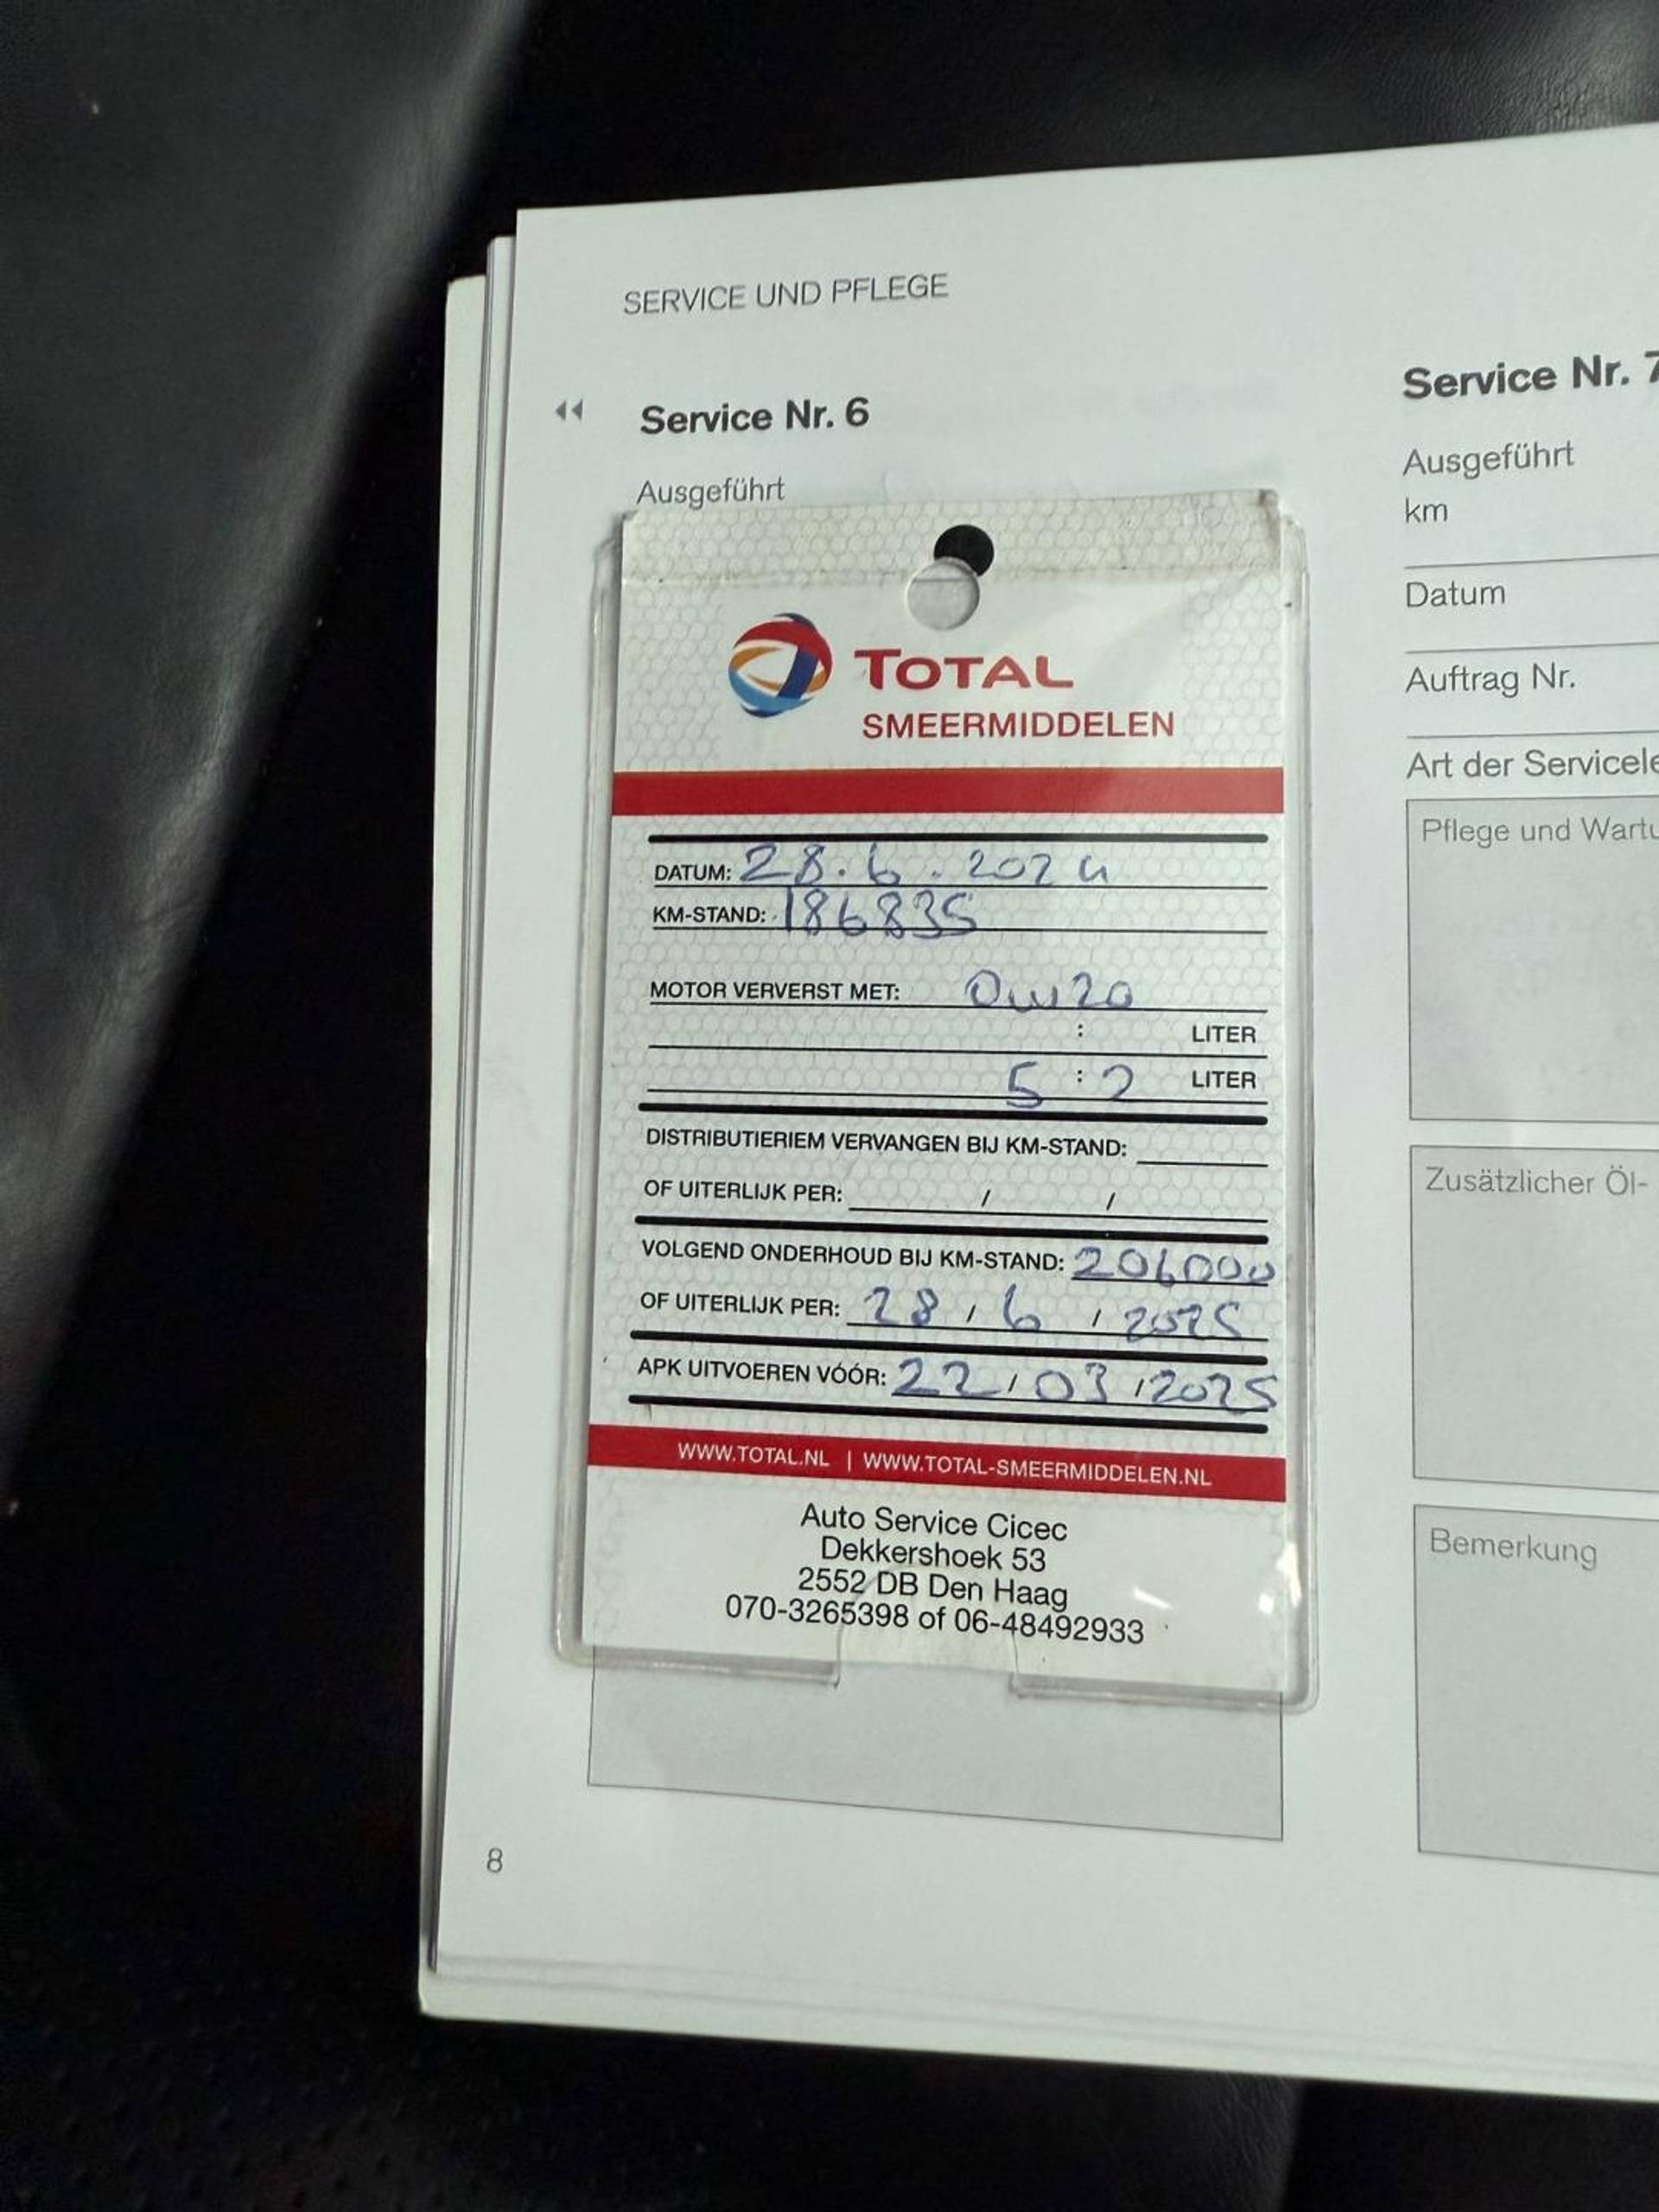 SERVICE UND PFLEGE
Service Nr. 6
Ausgeführt
TOTAL
SMEERMIDDELEN
DATUM: 28.6.2024
KM-STAND: 186835
MOTOR VERVERST MET: 0w20
: LITER
5 : 2 LITER
DISTRIBUTIERIEM VERVANGEN BIJ KM-STAND:
OF UITERLIJK PER: / /
VOLGEND ONDERHOUD BIJ KM-STAND: 206000
OF UITERLIJK PER: 28 / 6 / 2025
APK UITVOEREN VÓÓR: 22 / 03 / 2025
WWW.TOTAL.NL | WWW.TOTAL-SMEERMIDDELEN.NL
Auto Service Cicec
Dekkershoek 53
2552 DB Den Haag
070-3265398 of 06-48492933
8
Service Nr. 7
Ausgeführt
km
Datum
Auftrag Nr.
Art der Servicele
Pflege und Wartu
Zusätzlicher Öl-
Bemerkung